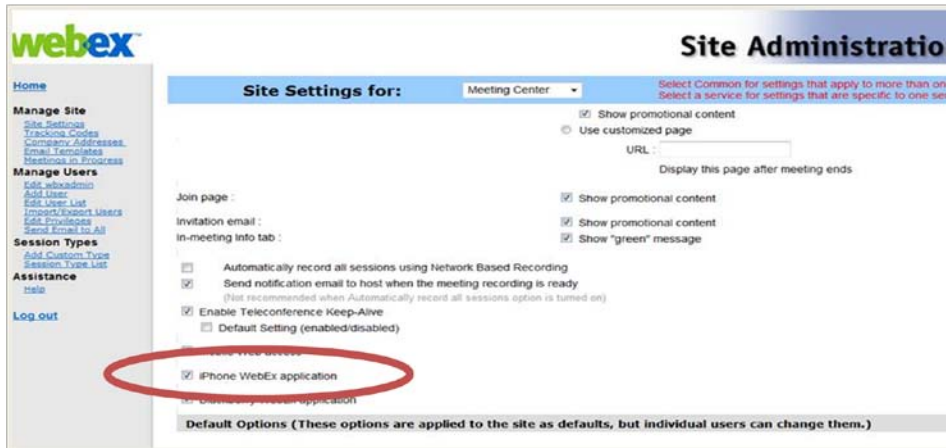 webex
Site Administratio
Home
Site Settings for:
Meeting Center
Select Common for settings that apply to more than on
Select a service for settings that are specific to one se
Manage Site
Site Settings
Tracking Codes
Company Addresses
Email Templates
Meetings in Progress
Manage Users
Edit wbxadmin
Add User
Edit User List
Import/Export Users
Edit Privileges
Send Email to All
Session Types
Add Custom Type
Session Type List
Assistance
Help
Log out
Show promotional content
Use customized page
URL :
Display this page after meeting ends
Join page :
Show promotional content
Invitation email :
Show promotional content
In-meeting Info tab :
Show "green" message
Automatically record all sessions using Network Based Recording
Send notification email to host when the meeting recording is ready
(Not recommended when Automatically record all sessions option is turned on)
Enable Teleconference Keep-Alive
Default Setting (enabled/disabled)
iPhone WebEx application
application
Default Options (These options are applied to the site as defaults, but individual users can change them.)